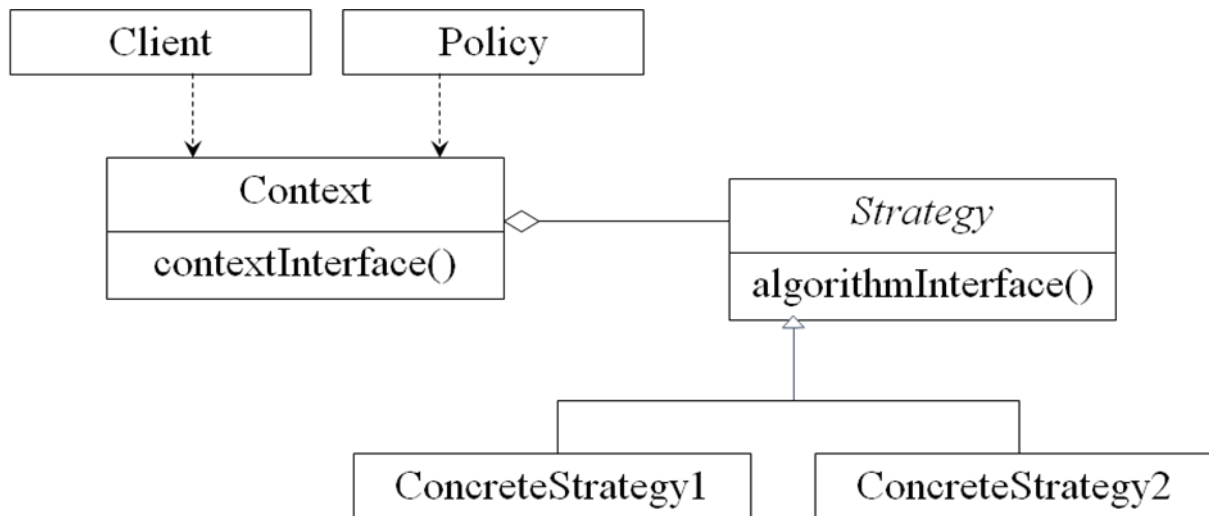 Client
Policy
Context
contextInterface()
Strategy
algorithmInterface()
ConcreteStrategy1
ConcreteStrategy2